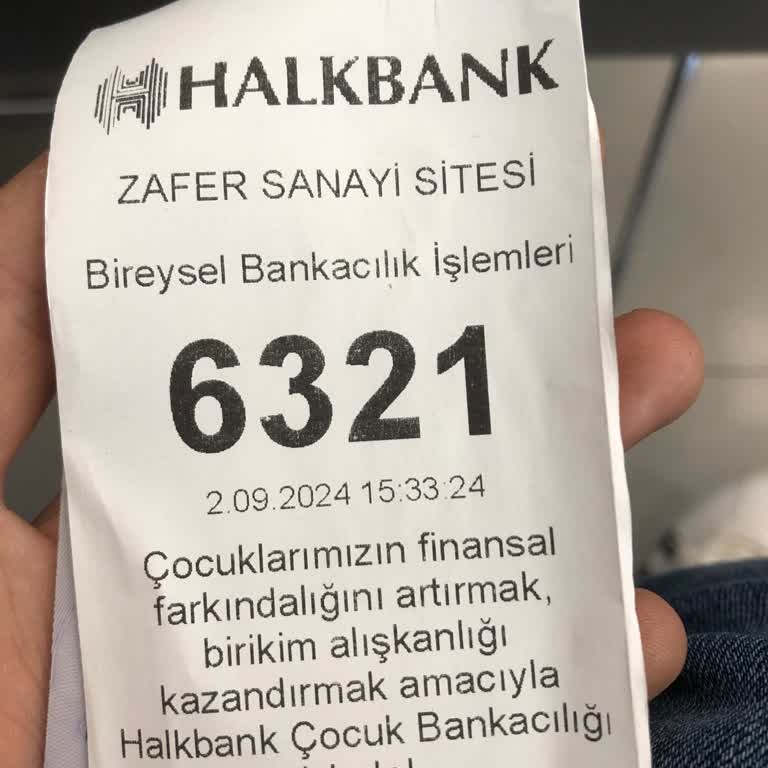 HALKBANK
ZAFER SANAYİ SİTESİ
Bireysel Bankacılık İşlemleri
6321
2.09.2024 15:33:24
Çocuklarımızın finansal
farkındalığını artırmak,
birikim alışkanlığı
kazandırmak amacıyla
Halkbank Çocuk Bankacılığı